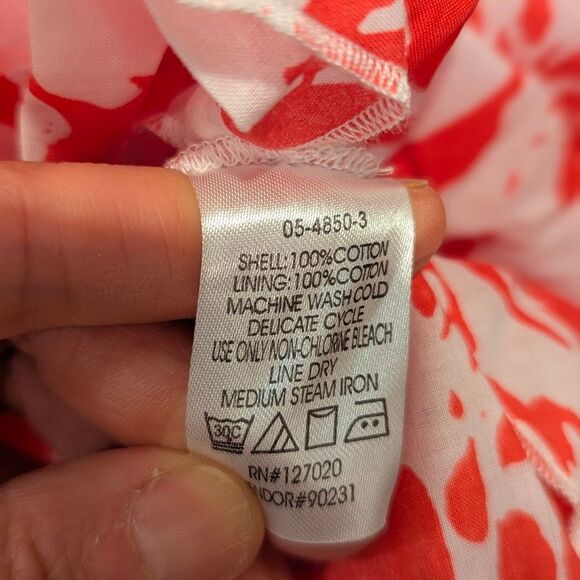 05-4850-3
SHELL:100%COTTON
LINING:100%COTTON
MACHINE WASH COLD
DELICATE CYCLE
USE ONLY NON-CHLORINE BLEACH
LINE DRY
MEDIUM STEAM IRON
30C
RN#127020
ENDOR#90231